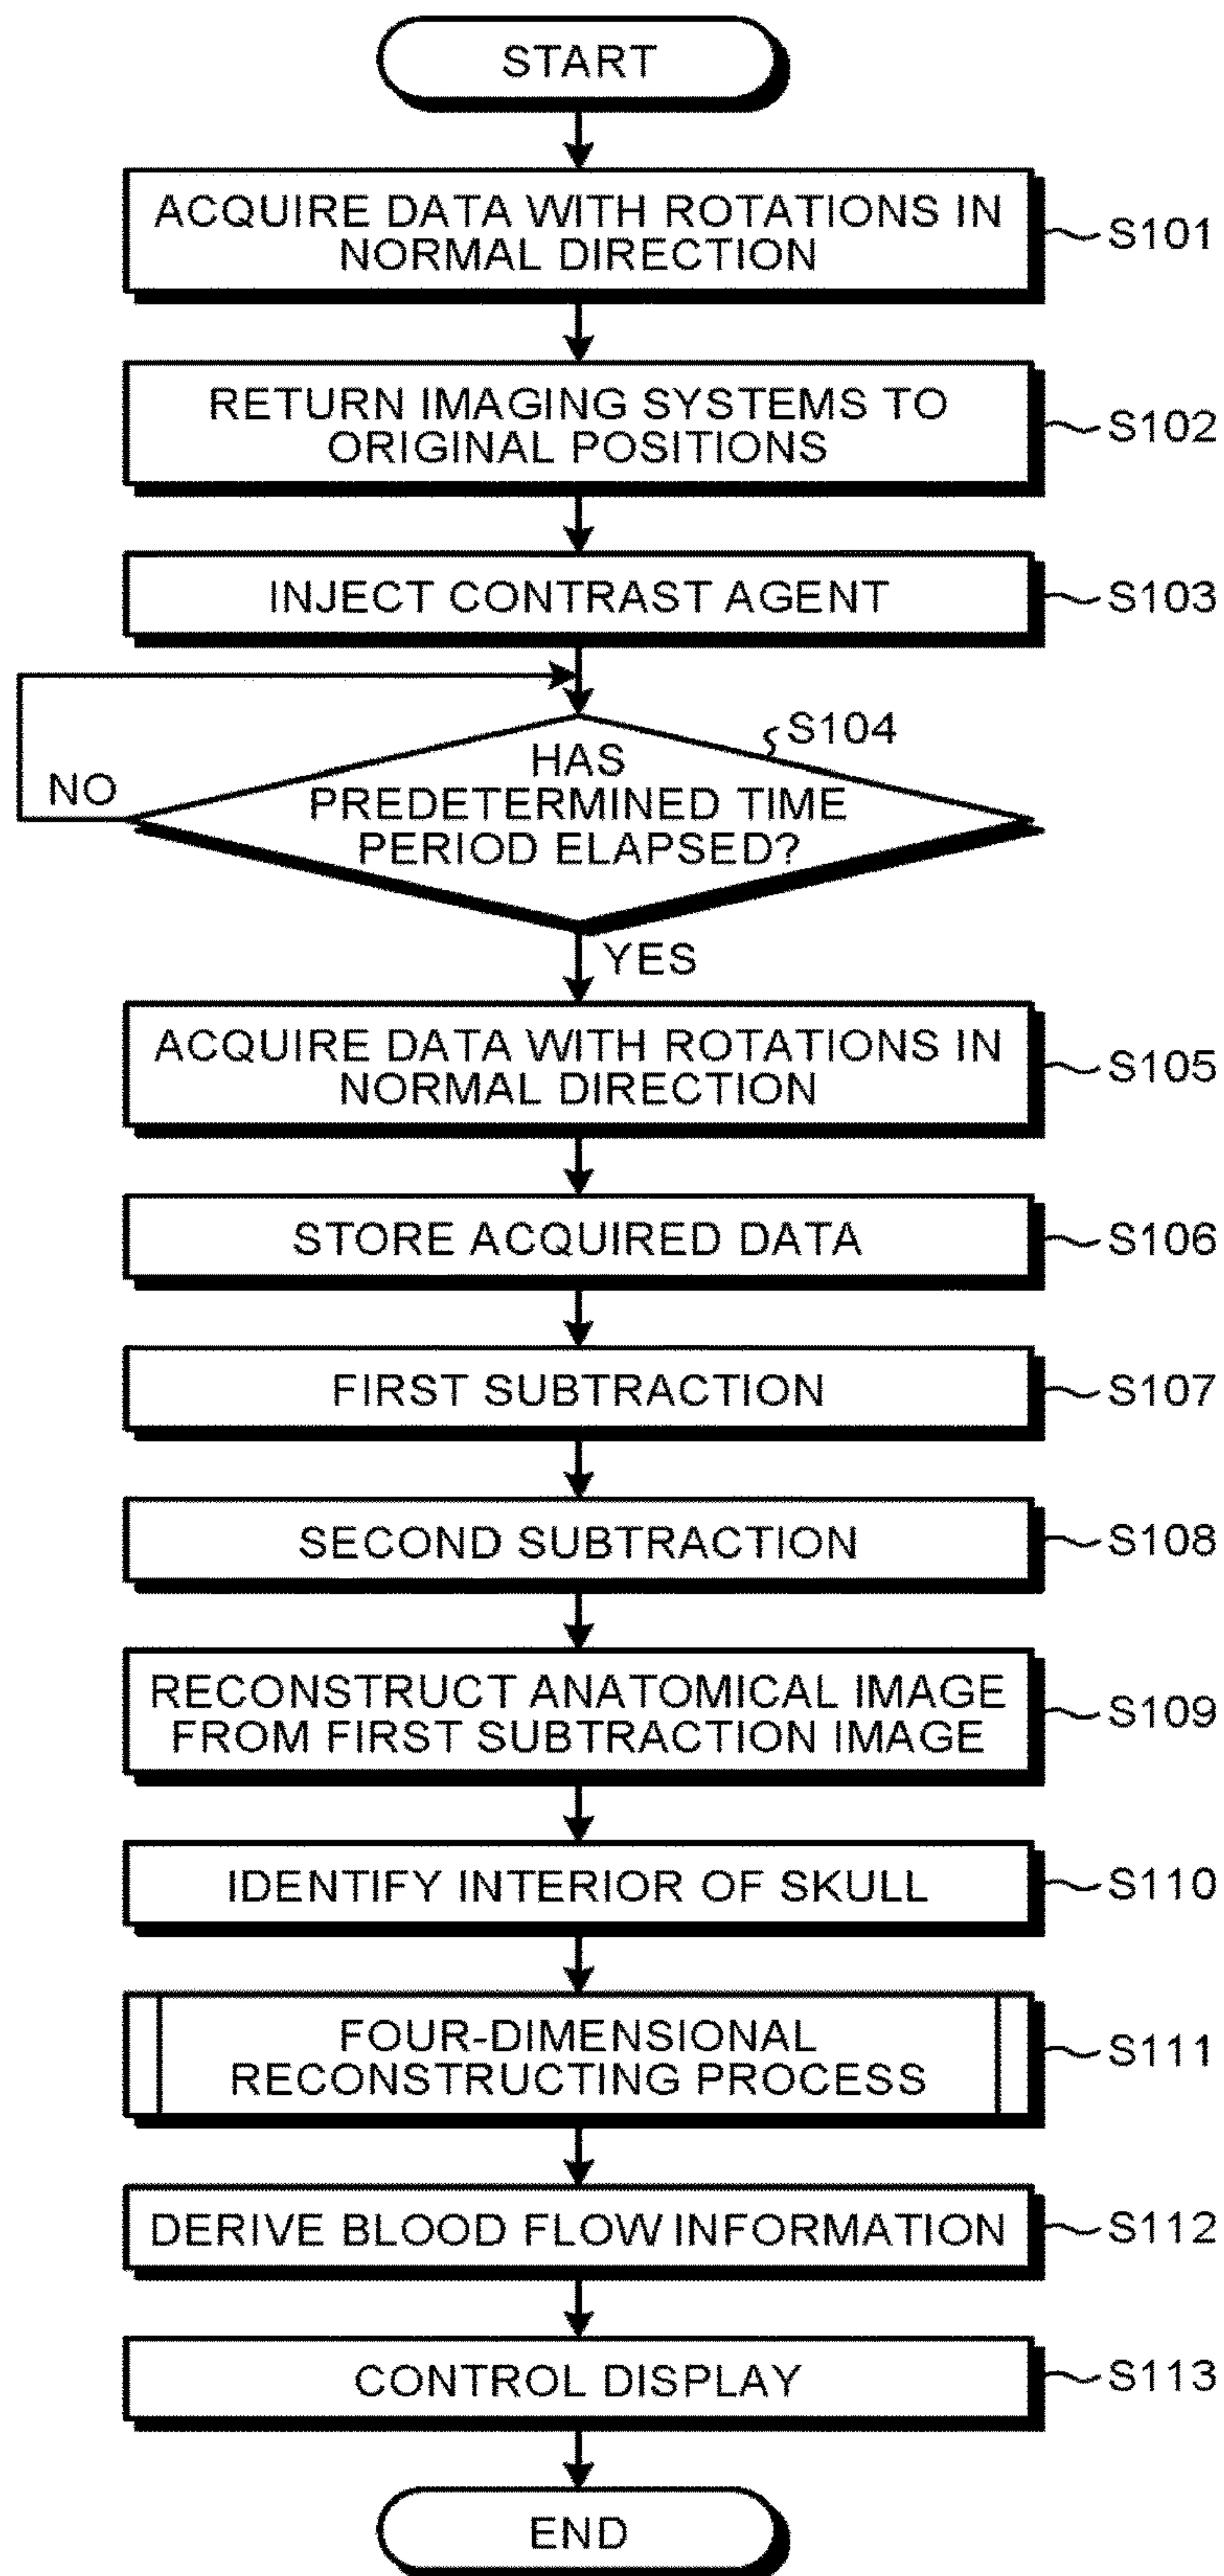 START
ACQUIRE DATA WITH ROTATIONS IN
NORMAL DIRECTION
S101
RETURN IMAGING SYSTEMS TO
ORIGINAL POSITIONS
S102
INJECT CONTRAST AGENT
S103
S104
HAS
PREDETERMINED TIME
PERIOD ELAPSED?
NO
YES
ACQUIRE DATA WITH ROTATIONS IN
NORMAL DIRECTION
S105
STORE ACQUIRED DATA
S106
FIRST SUBTRACTION
S107
SECOND SUBTRACTION
S108
RECONSTRUCT ANATOMICAL IMAGE
FROM FIRST SUBTRACTION IMAGE
S109
IDENTIFY INTERIOR OF SKULL
S110
FOUR-DIMENSIONAL
RECONSTRUCTING PROCESS
S111
DERIVE BLOOD FLOW INFORMATION
S112
CONTROL DISPLAY
S113
END